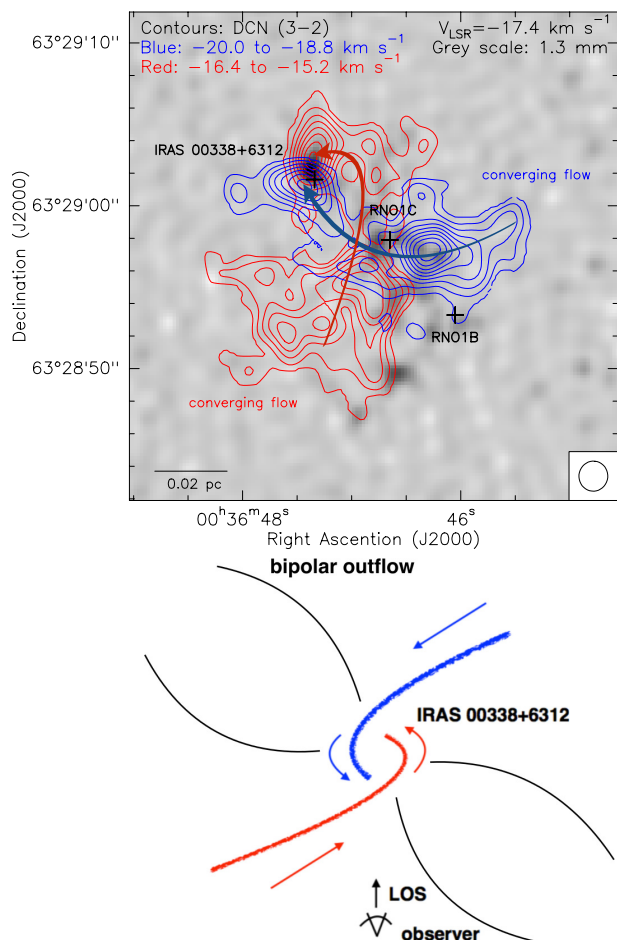 Contours: DCN (3−2)
V_LSR=−17.4 km s⁻¹
Blue: −20.0 to −18.8 km s⁻¹
Grey scale: 1.3 mm
Red: −16.4 to −15.2 km s⁻¹
IRAS 00338+6312
converging flow
RNO1C
RNO1B
converging flow
0.02 pc
63°29'10"
63°29'00"
63°28'50"
Declination (J2000)
00ʰ36ᵐ48ˢ
46ˢ
Right Ascention (J2000)
bipolar outflow
IRAS 00338+6312
LOS
observer